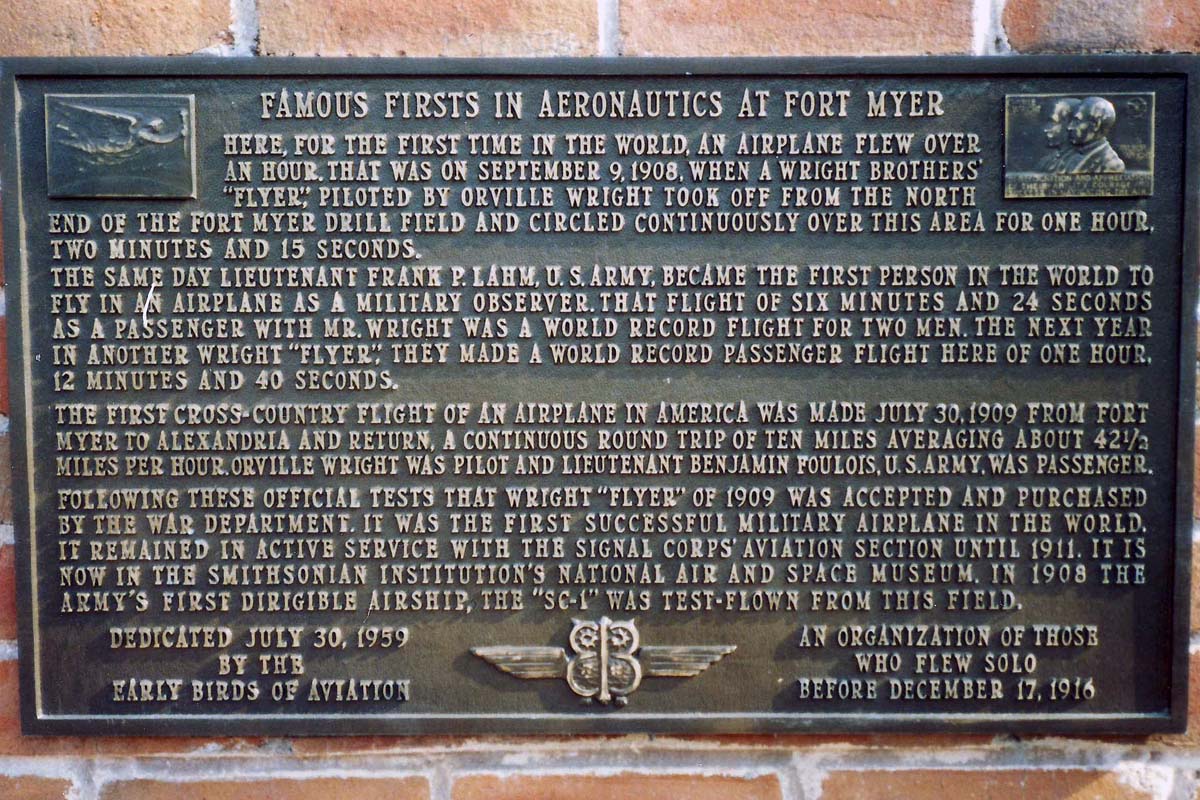 FAMOUS FIRSTS IN AERONAUTICS AT FORT MYER
HERE, FOR THE FIRST TIME IN THE WORLD, AN AIRPLANE FLEW OVER
AN HOUR. THAT WAS ON SEPTEMBER 9, 1908, WHEN A WRIGHT BROTHERS'
"FLYER", PILOTED BY ORVILLE WRIGHT TOOK OFF FROM THE NORTH
END OF THE FORT MYER DRILL FIELD AND CIRCLED CONTINUOUSLY OVER THIS AREA FOR ONE HOUR,
TWO MINUTES AND 15 SECONDS.
THE SAME DAY LIEUTENANT FRANK P. LAHM, U.S. ARMY, BECAME THE FIRST PERSON IN THE WORLD TO
FLY IN AN AIRPLANE AS A MILITARY OBSERVER. THAT FLIGHT OF SIX MINUTES AND 24 SECONDS
AS A PASSENGER WITH MR. WRIGHT WAS A WORLD RECORD FLIGHT FOR TWO MEN. THE NEXT YEAR
IN ANOTHER WRIGHT "FLYER", THEY MADE A WORLD RECORD PASSENGER FLIGHT HERE OF ONE HOUR,
12 MINUTES AND 40 SECONDS.
THE FIRST CROSS-COUNTRY FLIGHT OF AN AIRPLANE IN AMERICA WAS MADE JULY 30, 1909 FROM FORT
MYER TO ALEXANDRIA AND RETURN, A CONTINUOUS ROUND TRIP OF TEN MILES AVERAGING ABOUT 42½
MILES PER HOUR. ORVILLE WRIGHT WAS PILOT AND LIEUTENANT BENJAMIN FOULOIS, U.S. ARMY, WAS PASSENGER.
FOLLOWING THESE OFFICIAL TESTS THAT WRIGHT "FLYER" OF 1909 WAS ACCEPTED AND PURCHASED
BY THE WAR DEPARTMENT. IT WAS THE FIRST SUCCESSFUL MILITARY AIRPLANE IN THE WORLD.
IT REMAINED IN ACTIVE SERVICE WITH THE SIGNAL CORPS' AVIATION SECTION UNTIL 1911. IT IS
NOW IN THE SMITHSONIAN INSTITUTION'S NATIONAL AIR AND SPACE MUSEUM. IN 1908 THE
ARMY'S FIRST DIRIGIBLE AIRSHIP, THE "SC-1" WAS TEST-FLOWN FROM THIS FIELD.
DEDICATED JULY 30, 1959
BY THE
EARLY BIRDS OF AVIATION
AN ORGANIZATION OF THOSE
WHO FLEW SOLO
BEFORE DECEMBER 17, 1916